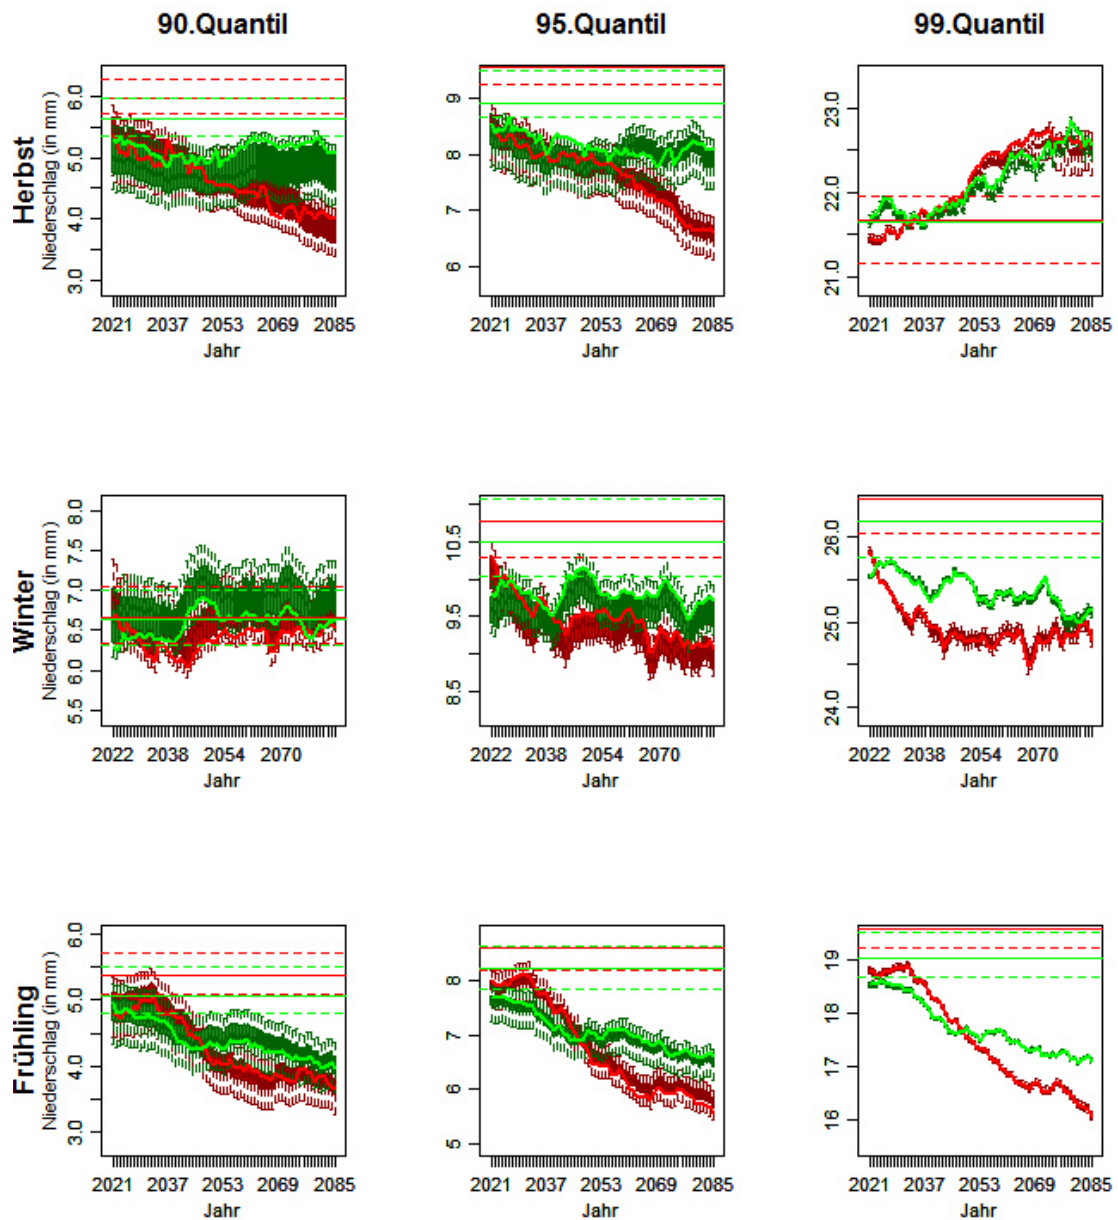 90.Quantil 95.Quantil 99.Quantil
Herbst
Niederschlag (in mm)
6.0
5.0
4.0
3.0
2021 2037 2053 2069 2085
Jahr
9
8
7
6
2021 2037 2053 2069 2085
Jahr
23.0
22.0
21.0
2021 2037 2053 2069 2085
Jahr
Winter
Niederschlag (in mm)
8.0
7.5
7.0
6.5
6.0
5.5
2022 2038 2054 2070
Jahr
10.5
9.5
8.5
2022 2038 2054 2070
Jahr
26.0
25.0
24.0
2022 2038 2054 2070
Jahr
Frühling
Niederschlag (in mm)
6.0
5.0
4.0
3.0
2021 2037 2053 2069 2085
Jahr
8
7
6
5
2021 2037 2053 2069 2085
Jahr
19
18
17
16
2021 2037 2053 2069 2085
Jahr